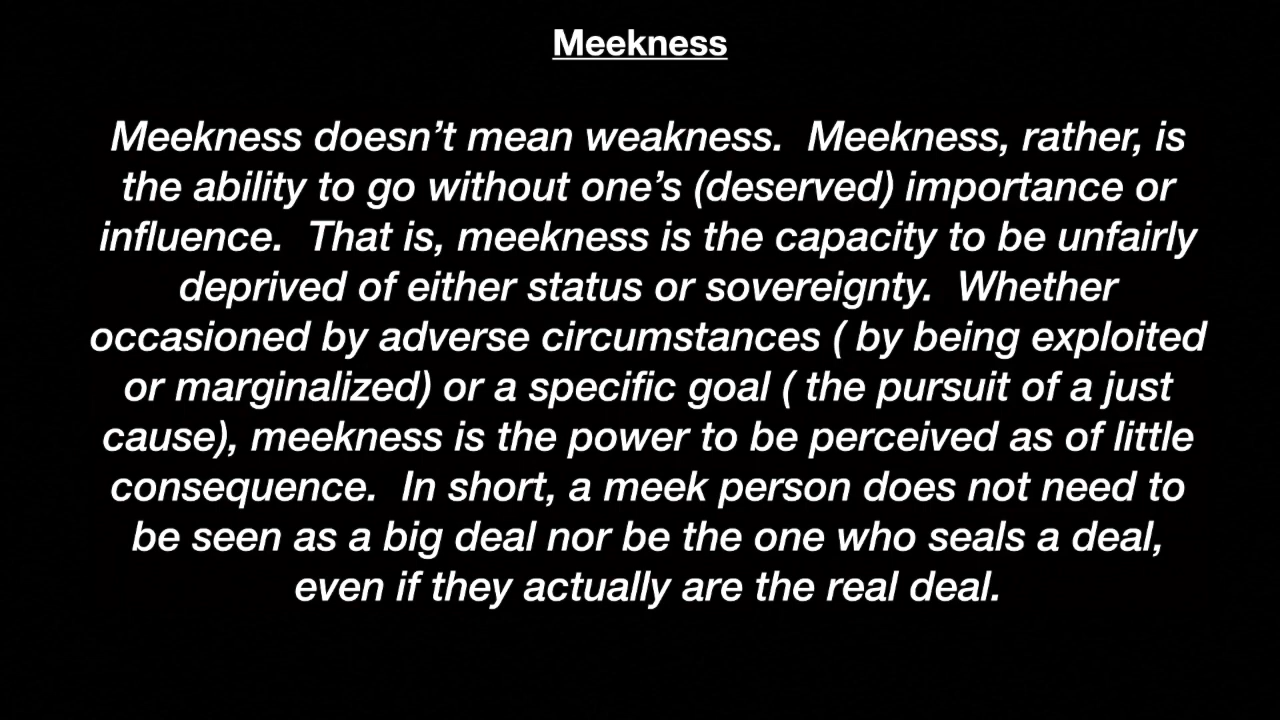 Meekness
Meekness doesn’t mean weakness.  Meekness, rather, is
the ability to go without one’s (deserved) importance or
influence.  That is, meekness is the capacity to be unfairly
deprived of either status or sovereignty.  Whether
occasioned by adverse circumstances ( by being exploited
or marginalized) or a specific goal ( the pursuit of a just
cause), meekness is the power to be perceived as of little
consequence.  In short, a meek person does not need to
be seen as a big deal nor be the one who seals a deal,
even if they actually are the real deal.